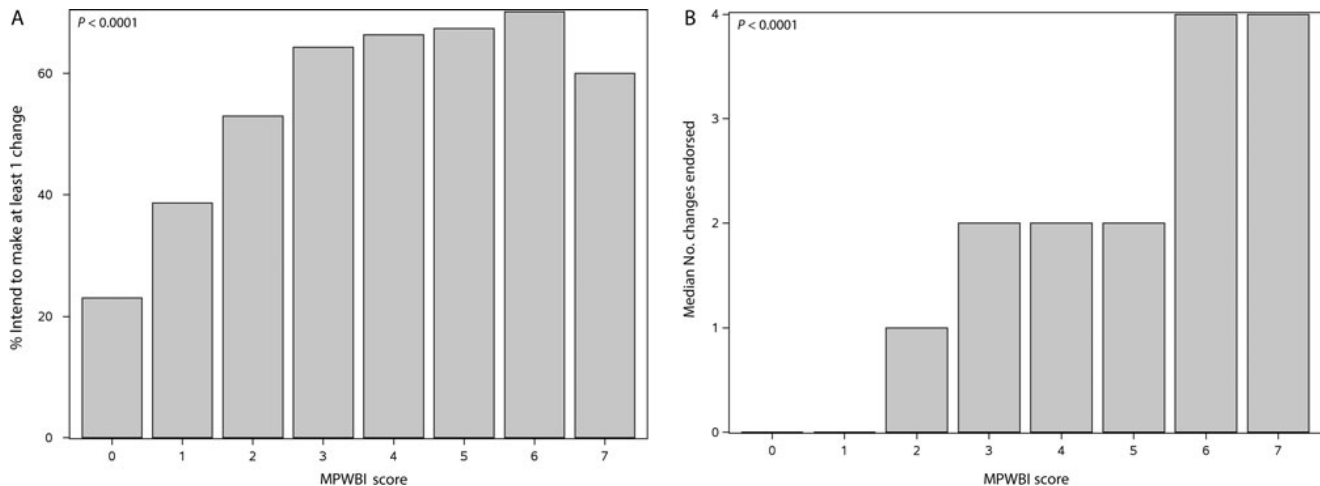 A
P < 0.0001
% Intend to make at least 1 change
60
40
20
0
0 1 2 3 4 5 6 7
MPWBI score
B
P < 0.0001
Median No. changes endorsed
4
3
2
1
0
0 1 2 3 4 5 6 7
MPWBI score